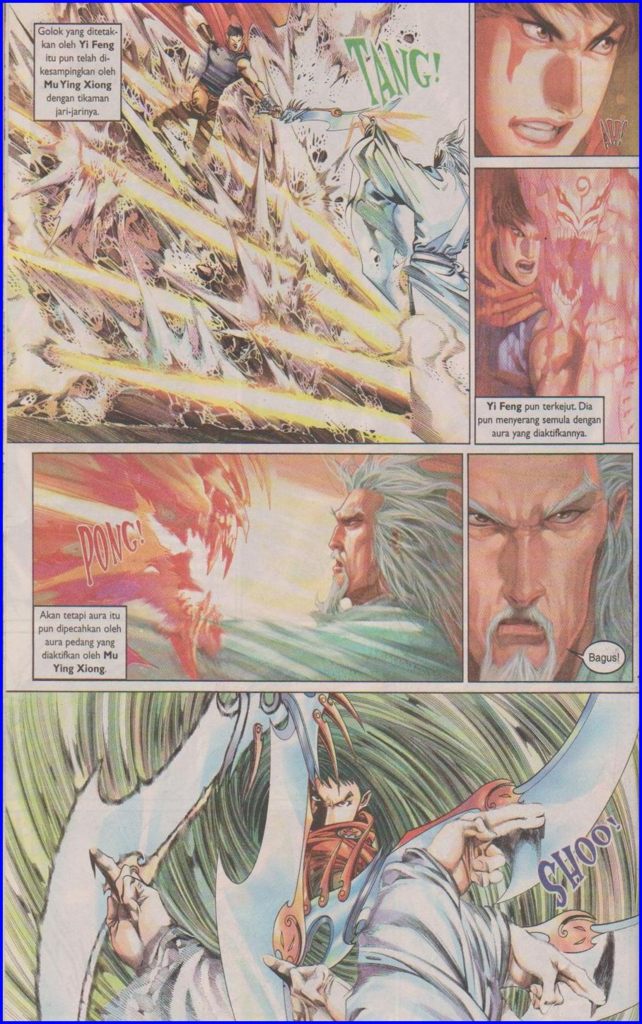 Golok yang ditetak-
kan oleh Yi Feng
itu pun telah di-
kesampingkan oleh
Mu Ying Xiong
dengan tikaman
jari-jarinya.
TANG!
Yi Feng pun terkejut. Dia
pun menyerang semula dengan
aura yang diaktifkannya.
PONG!
Akan tetapi aura itu
pun dipecahkan oleh
aura pedang yang
diaktifkan oleh Mu
Ying Xiong.
Bagus!
SHOO!